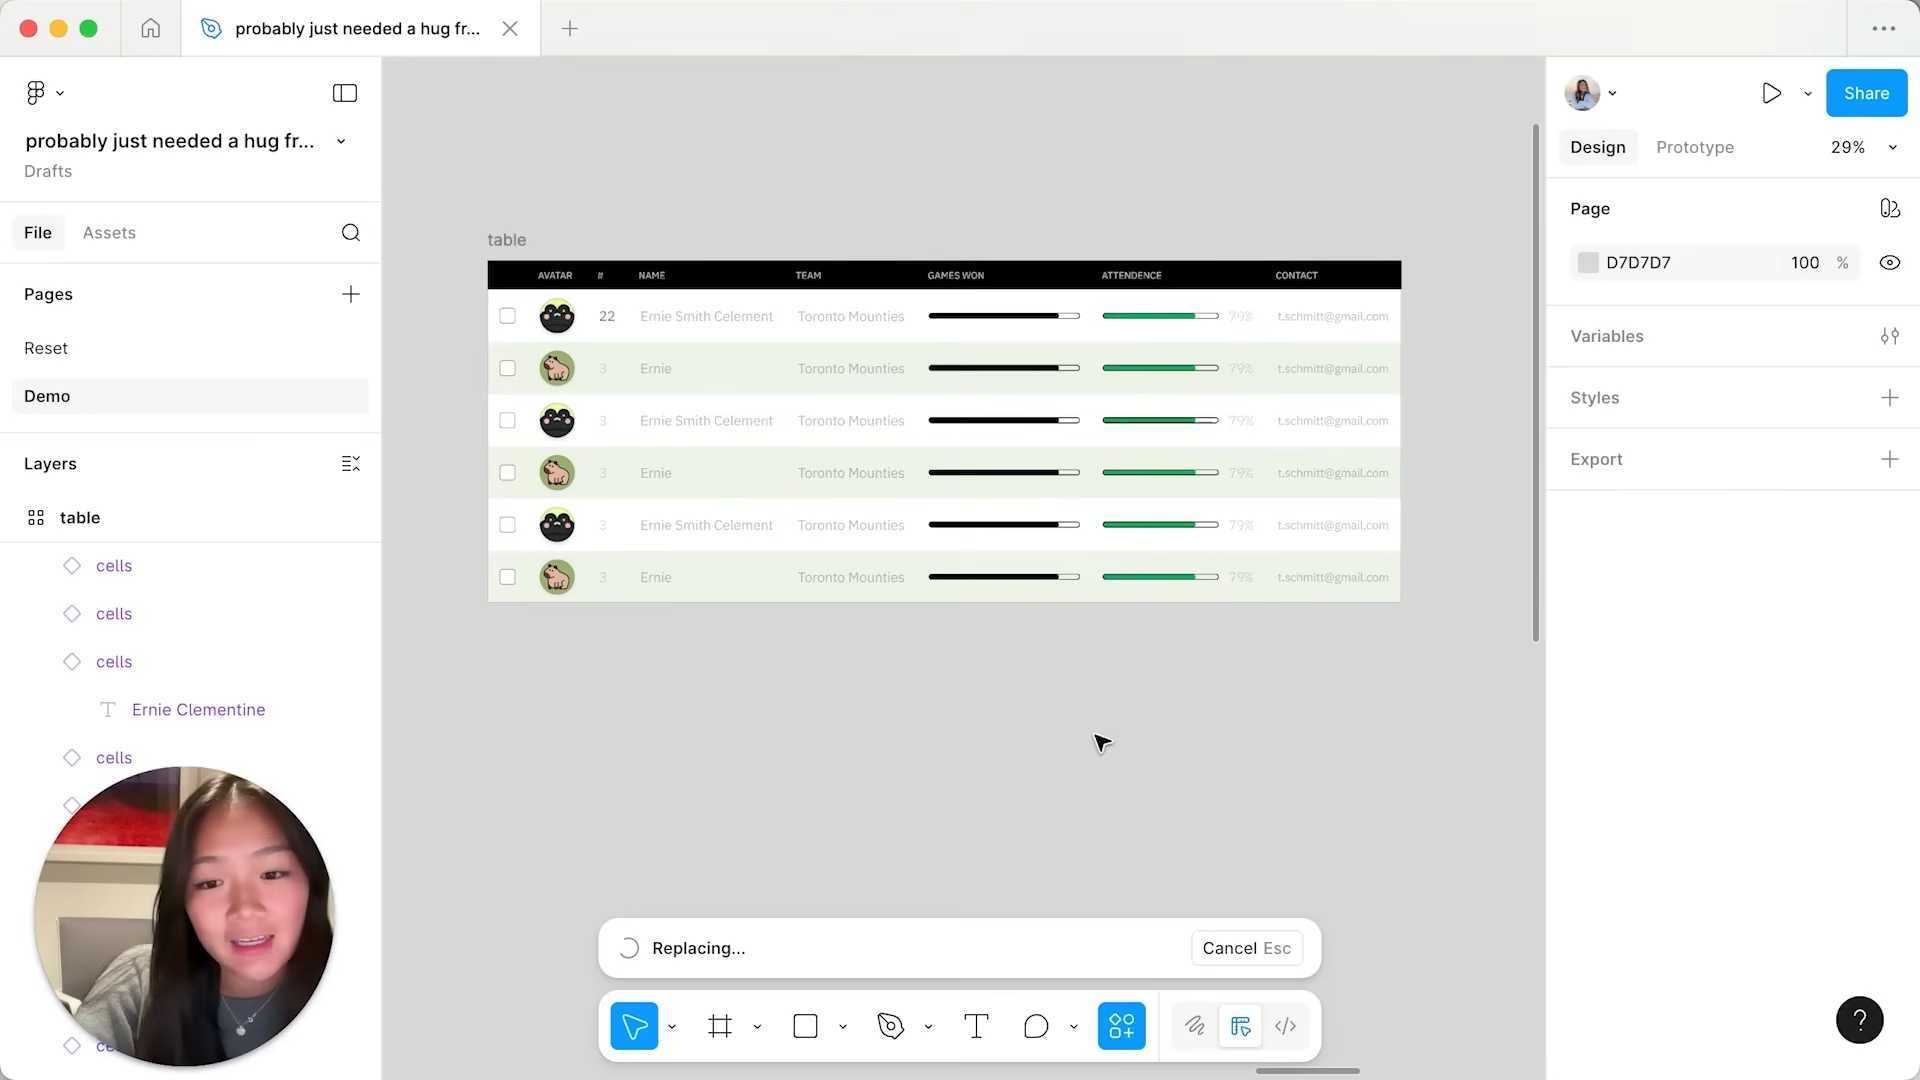 probably just needed a hug fr...
probably just needed a hug fr...
Drafts
File Assets
Pages
Reset
Demo
Layers
table
cells
cells
cells
Ernie Clementine
cells
table
AVATAR # NAME TEAM GAMES WON ATTENDENCE CONTACT
22 Ernie Smith Celement Toronto Mounties 79% t.schmitt@gmail.com
3 Ernie Toronto Mounties 79% t.schmitt@gmail.com
3 Ernie Smith Celement Toronto Mounties 79% t.schmitt@gmail.com
3 Ernie Toronto Mounties 79% t.schmitt@gmail.com
3 Ernie Smith Celement Toronto Mounties 79% t.schmitt@gmail.com
3 Ernie Toronto Mounties 79% t.schmitt@gmail.com
Replacing...
Cancel Esc
Share
Design Prototype 29%
Page
D7D7D7 100 %
Variables
Styles
Export
?